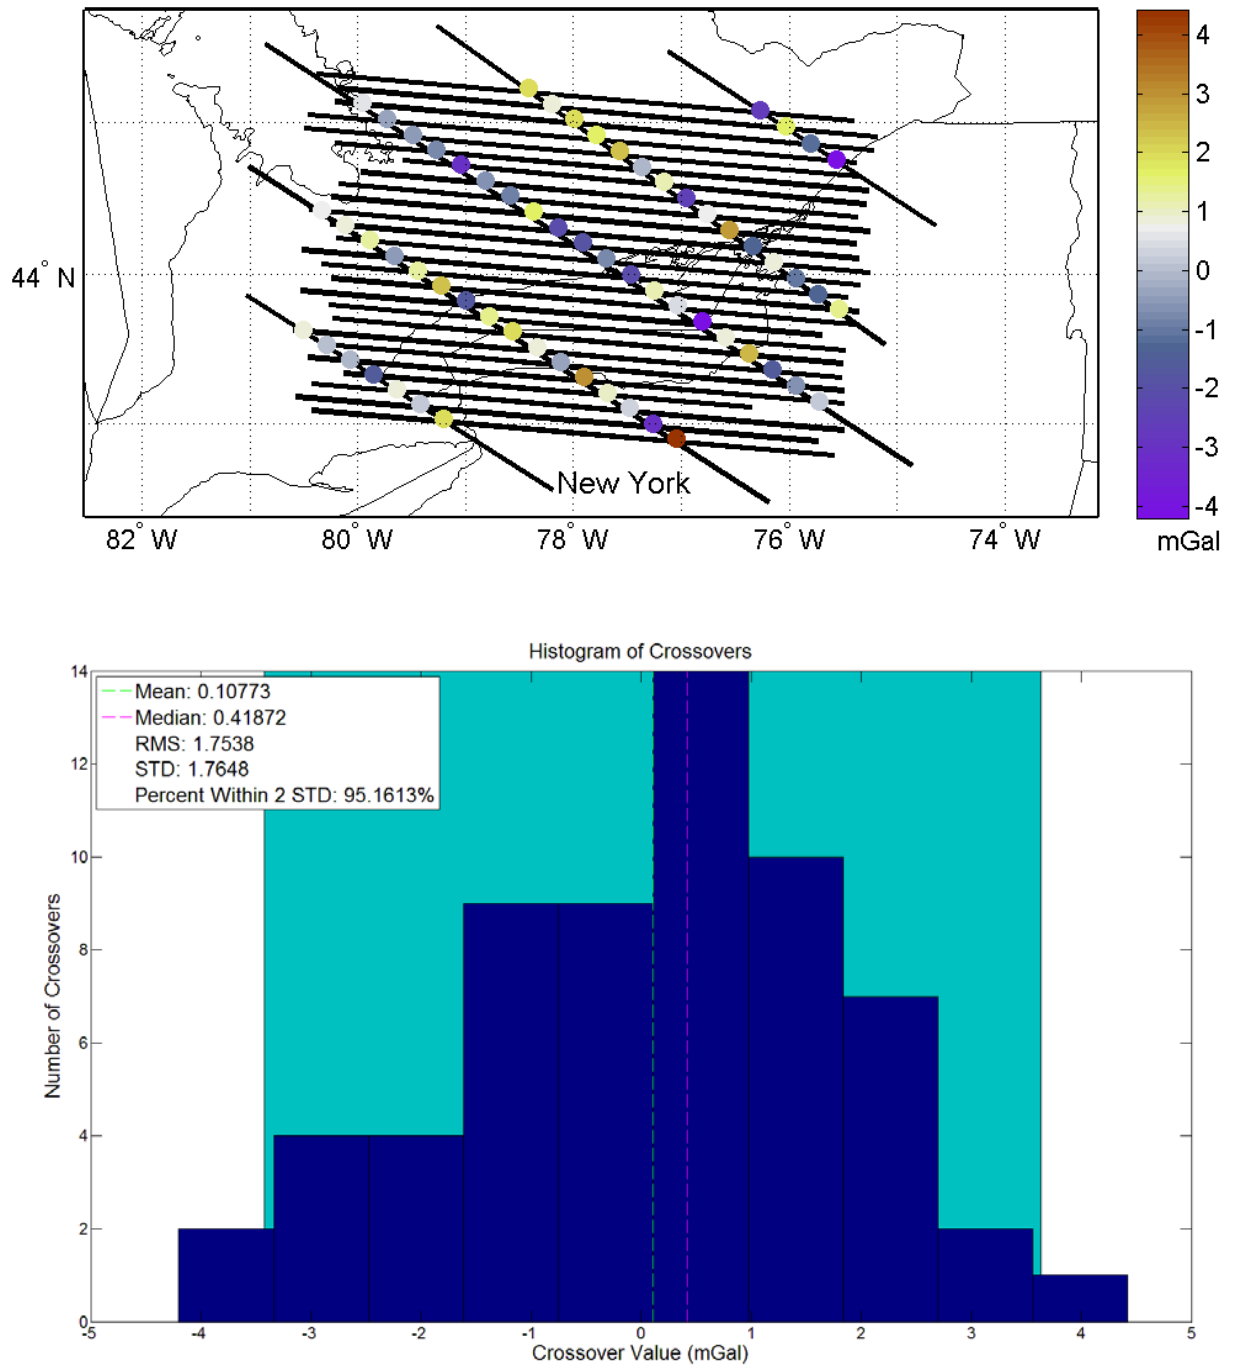 4
3
2
1
0
-1
-2
-3
-4
mGal
44° N
New York
82° W
80° W
78° W
76° W
74° W
Histogram of Crossovers
Mean: 0.10773
Median: 0.41872
RMS: 1.7538
STD: 1.7648
Percent Within 2 STD: 95.1613%
14
12
10
8
6
4
2
0
Number of Crossovers
-5
-4
-3
-2
-1
0
1
2
3
4
5
Crossover Value (mGal)